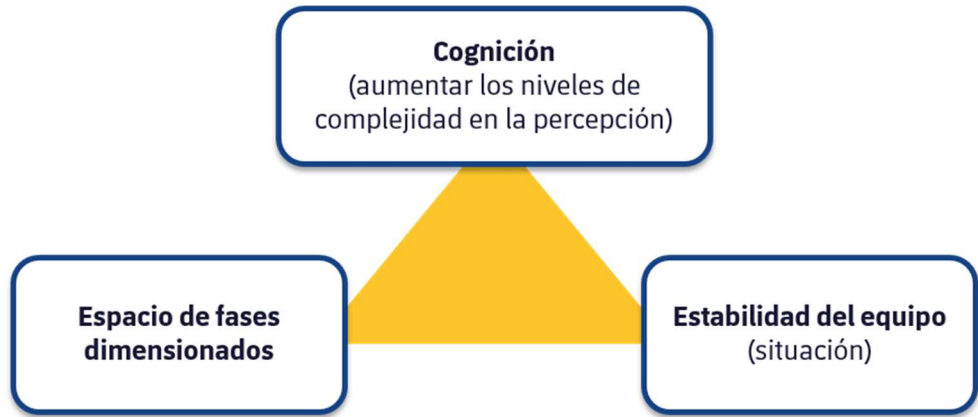 Cognición
(aumentar los niveles de
complejidad en la percepción)
Espacio de fases
dimensionados
Estabilidad del equipo
(situación)